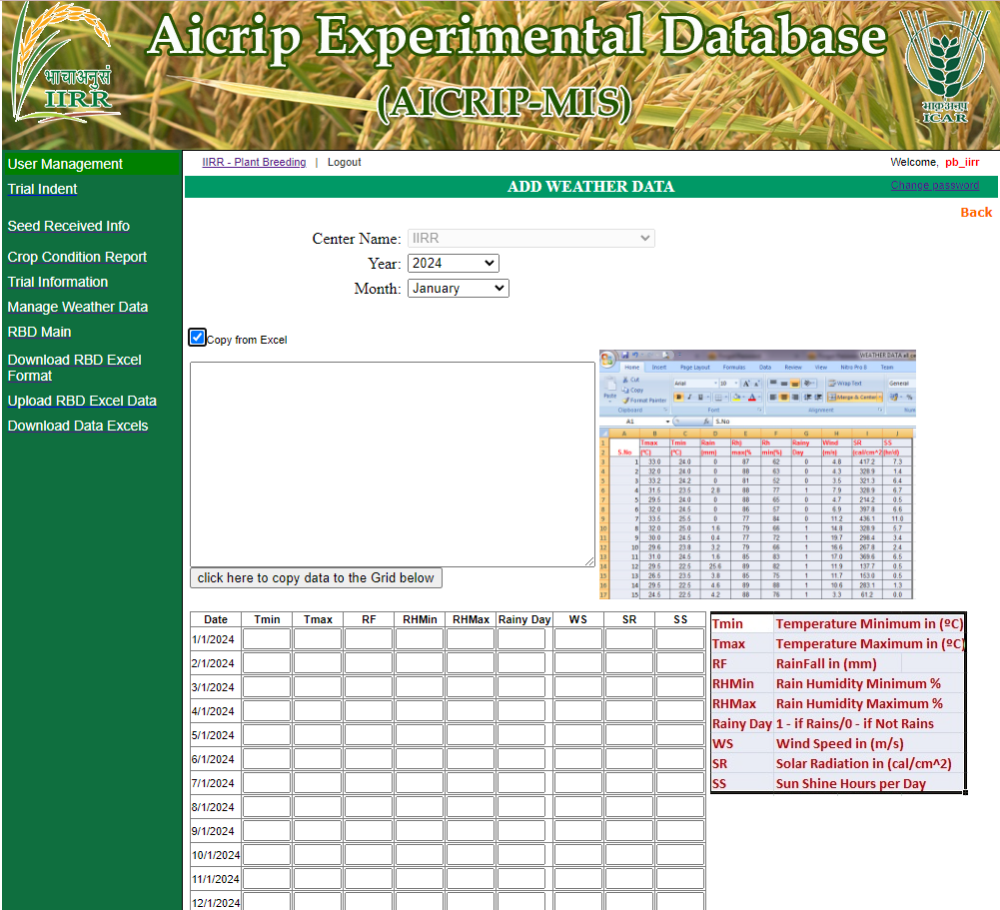 Aicrip Experimental Database
(AICRIP-MIS)
भाचाअनुसं
IIRR
भाकृअनुप
ICAR
User Management
Trial Indent
Seed Received Info
Crop Condition Report
Trial Information
Manage Weather Data
RBD Main
Download RBD Excel
Format
Upload RBD Excel Data
Download Data Excels
IIRR - Plant Breeding | Logout
Welcome, pb_iirr
ADD WEATHER DATA
Change password
Back
Center Name: IIRR
Year: 2024
Month: January
Copy from Excel
Home Insert Page Layout Formulas Data Review View Nitro Pro 8 Team
Cut
Copy
Format Painter
Paste
Arial 10
Wrap Text
Merge & Center
General
Clipboard Font Alignment
A1 S.No
A B C D E F G H I J
1 Tmax Tmin Rain Rh) Rh Rainy Wind SR SS
2 S.No (ºC) (ºC) (mm) max(% min(%) Day (m/s) (cal/cm^2 (hr/d)
3 1 33.0 24.0 0 87 62 0 4.8 417.2 7.3
4 2 32.0 24.0 0 88 63 0 4.3 328.9 1.4
5 3 33.2 24.2 0 81 52 0 3.5 321.3 6.4
6 4 31.5 23.5 2.8 88 77 1 7.9 328.9 6.7
7 5 29.5 24.0 0 88 65 0 4.7 214.2 0.5
8 6 32.0 24.5 0 86 57 0 6.9 397.8 6.6
9 7 33.5 25.5 0 77 84 0 11.2 436.1 11.0
10 8 32.0 25.0 1.6 79 66 1 14.8 328.9 5.7
11 9 30.0 24.5 0.4 77 72 1 19.7 298.4 3.4
12 10 29.6 23.8 3.2 79 66 1 16.6 267.8 2.4
13 11 31.0 24.5 1.6 85 83 1 17.0 369.6 6.5
14 12 29.5 22.5 25.6 89 82 1 11.9 137.7 0.5
15 13 26.5 23.5 3.8 85 75 1 11.7 153.0 0.5
16 14 29.5 22.5 4.6 89 88 1 10.6 283.1 1.3
17 15 24.5 22.5 4.2 88 76 1 3.3 61.2 0.0
click here to copy data to the Grid below
Date Tmin Tmax RF RHMin RHMax Rainy Day WS SR SS
1/1/2024
2/1/2024
3/1/2024
4/1/2024
5/1/2024
6/1/2024
7/1/2024
8/1/2024
9/1/2024
10/1/2024
11/1/2024
12/1/2024
Tmin Temperature Minimum in (ºC)
Tmax Temperature Maximum in (ºC)
RF RainFall in (mm)
RHMin Rain Humidity Minimum %
RHMax Rain Humidity Maximum %
Rainy Day 1 - if Rains/0 - if Not Rains
WS Wind Speed in (m/s)
SR Solar Radiation in (cal/cm^2)
SS Sun Shine Hours per Day